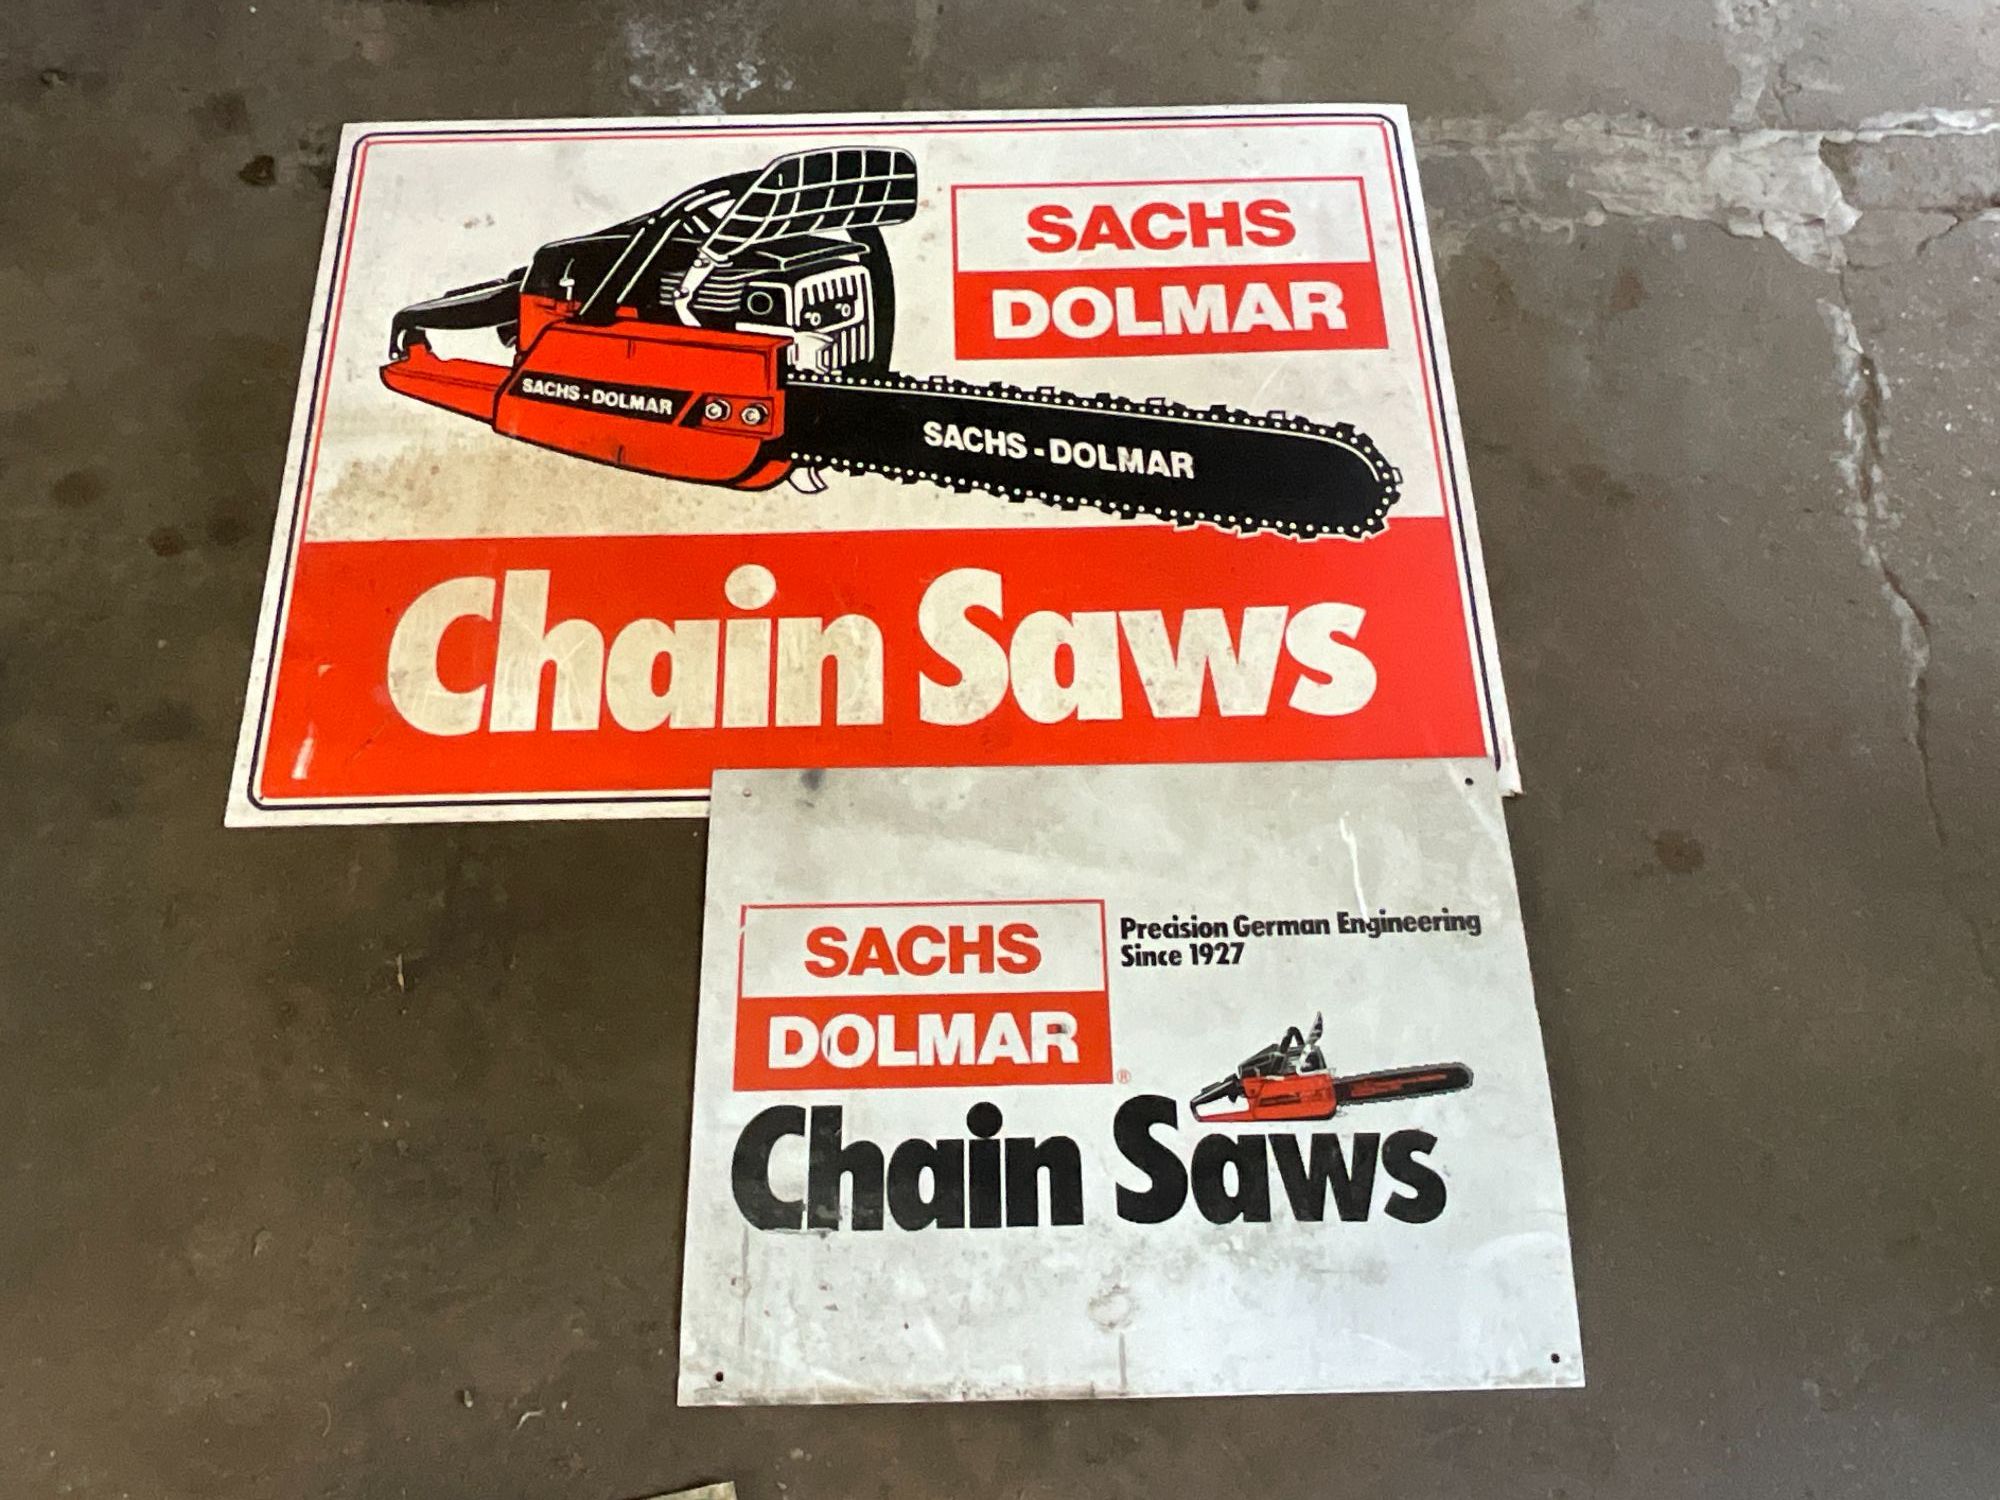 SACHS
DOLMAR
SACHS-DOLMAR
SACHS-DOLMAR
Chain Saws
SACHS
DOLMAR
®
Precision German Engineering
Since 1927
Chain Saws